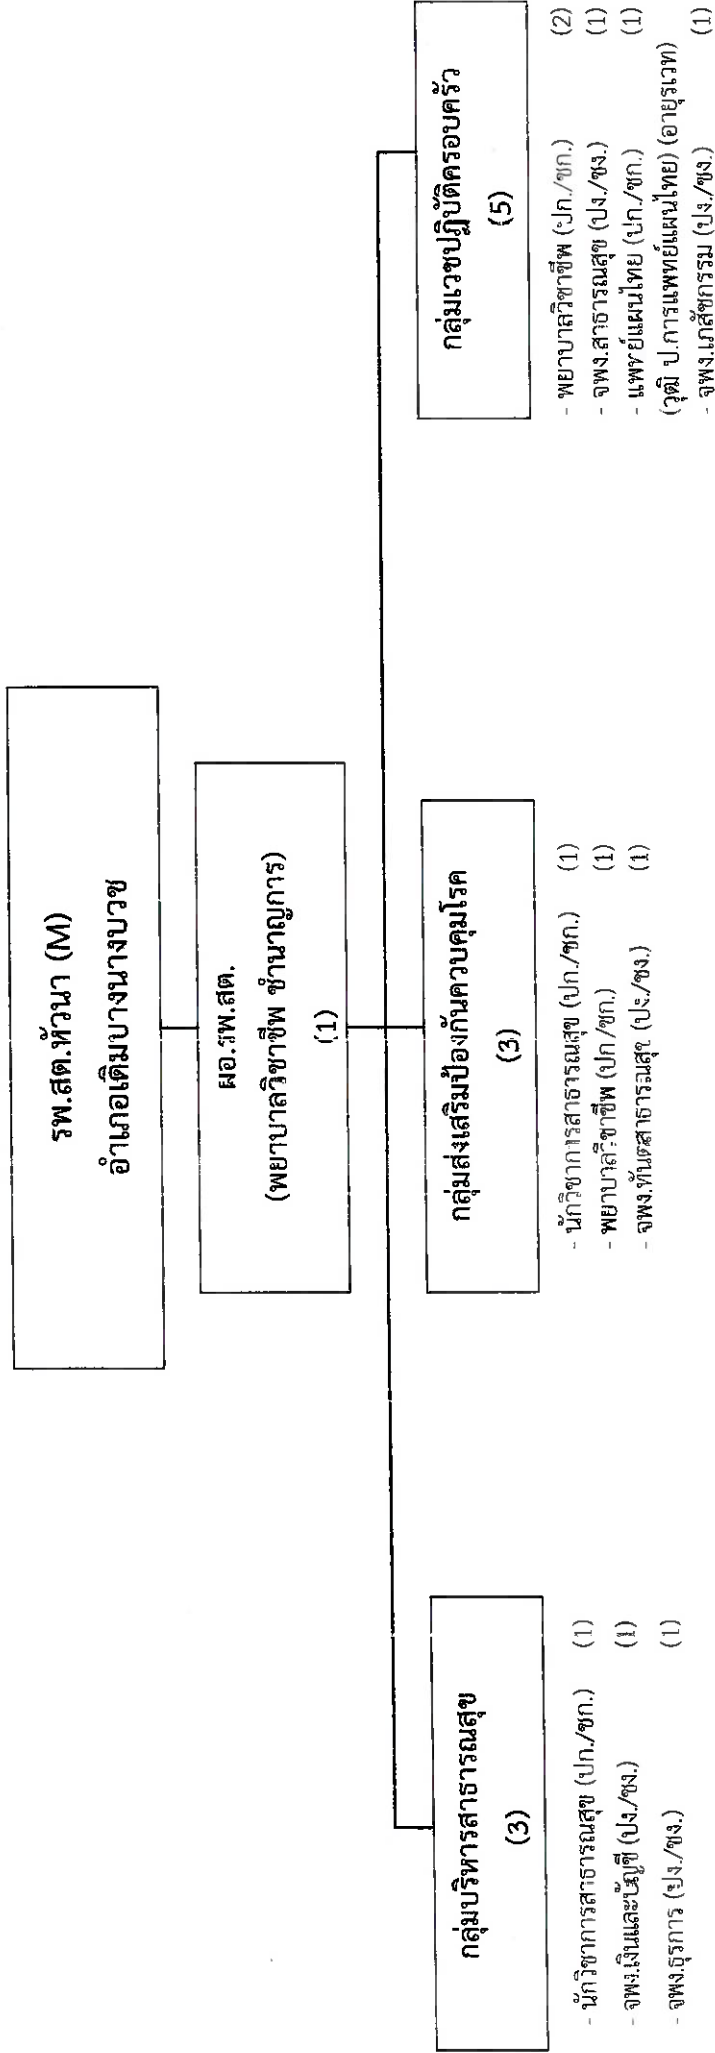 รพ.สต.หัวนา (M)
อำเภอเดิมบางนางบวช
ผอ.รพ.สต.
(พยาบาลวิชาชีพ ชำนาญการ)
(1)
กลุ่มบริหารสาธารณสุข
(3)
- นักวิชาการสาธารณสุข (ปก./ชก.) (1)
- จพง.เงินและบัญชี (ปง./ชง.) (1)
- จพง.ธุรการ (ปง./ชง.) (1)
กลุ่มส่งเสริมป้องกันควบคุมโรค
(3)
- นักวิชาการสาธารณสุข (ปก./ชก.) (1)
- พยาบาลวิชาชีพ (ปก./ชก.) (1)
- จพง.ทันตสาธารณสุข (ปง./ชง.) (1)
กลุ่มเวชปฏิบัติครอบครัว
(5)
- พยาบาลวิชาชีพ (ปก./ชก.) (2)
- จพง.สาธารณสุข (ปง./ชง.) (1)
- แพทย์แผนไทย (ปก./ชก.) (1)
(วุฒิ ป.การแพทย์แผนไทย) (อายุรเวท)
- จพง.เภสัชกรรม (ปง./ชง.) (1)